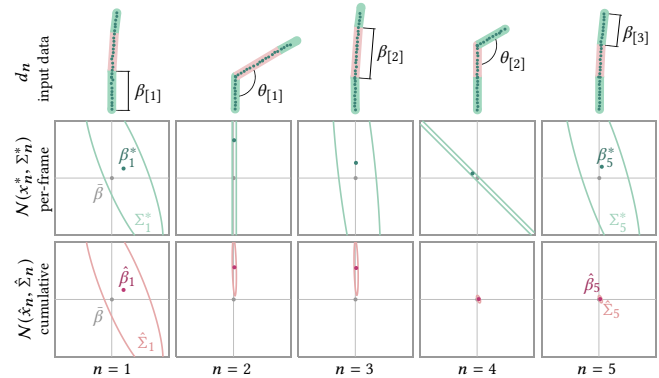 d_n
input data
β_[1]
θ_[1]
β_[2]
θ_[2]
β_[3]
𝒩(x*_n, Σ*_n)
per-frame
β*_1
β̄
Σ*_1
β*_5
Σ*_5
𝒩(x̂_n, Σ̂_n)
cumulative
β̂_1
β̄
Σ̂_1
β̂_5
Σ̂_5
n = 1
n = 2
n = 3
n = 4
n = 5